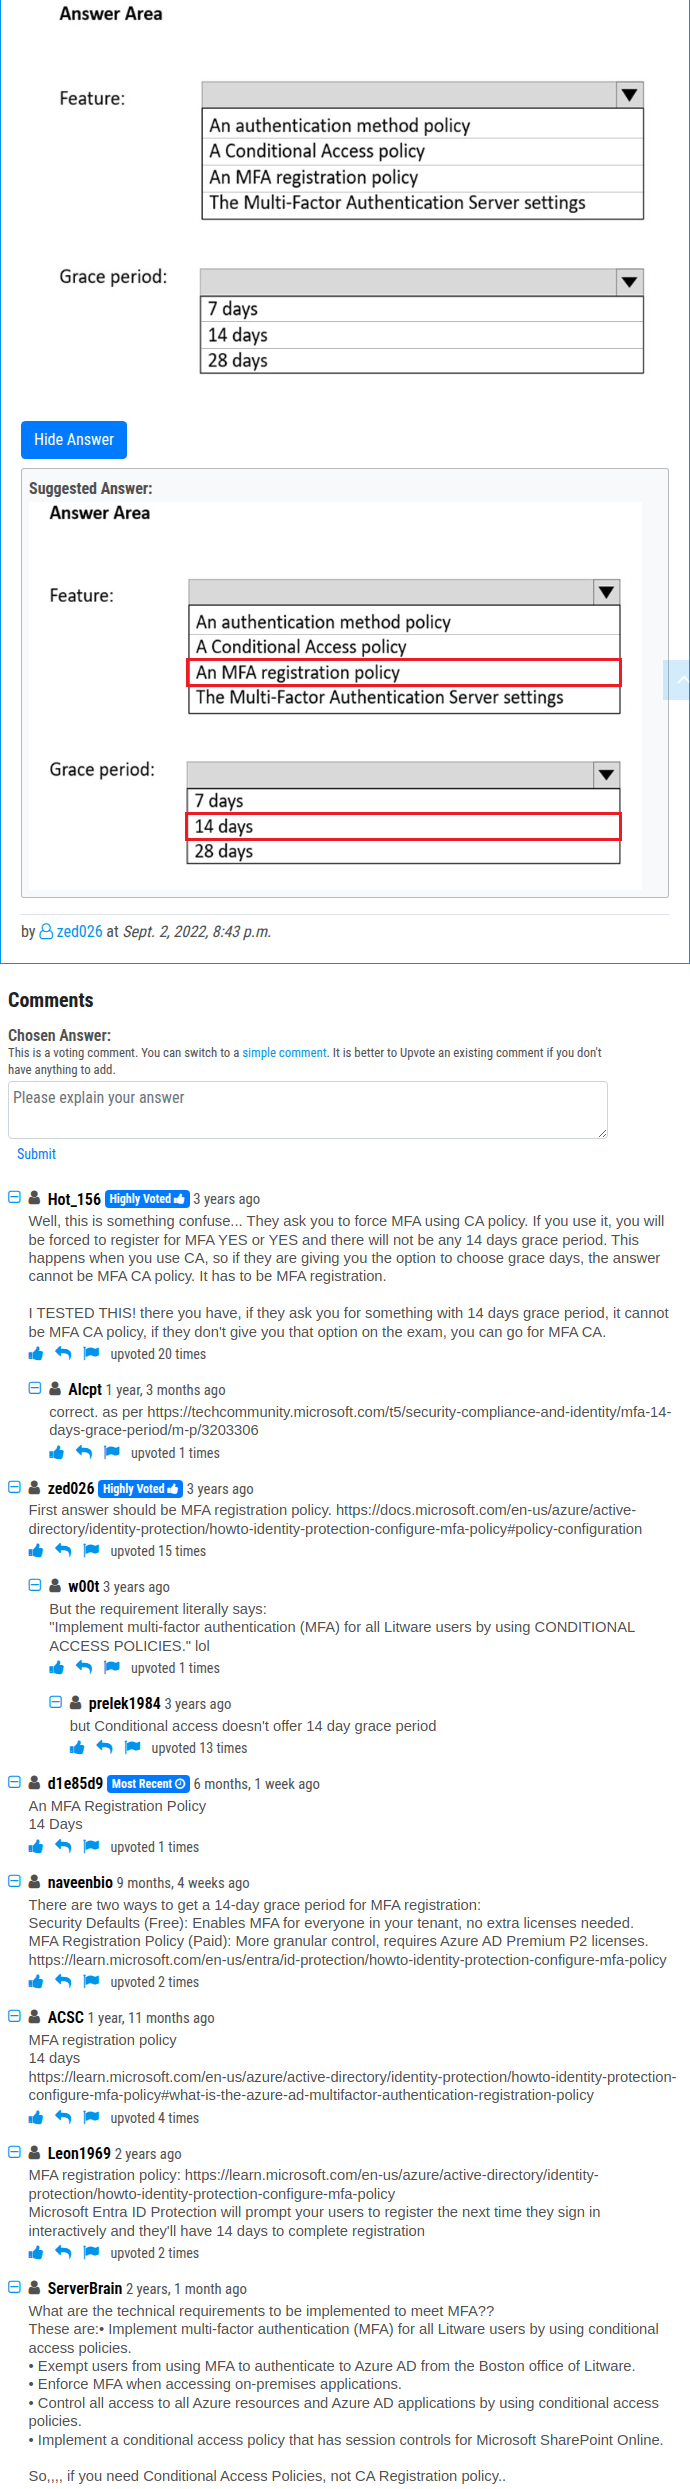 Answer Area
Feature:
An authentication method policy
A Conditional Access policy
An MFA registration policy
The Multi-Factor Authentication Server settings
Grace period:
7 days
14 days
28 days
Hide Answer
Suggested Answer:
Answer Area
Feature:
An authentication method policy
A Conditional Access policy
An MFA registration policy
The Multi-Factor Authentication Server settings
Grace period:
7 days
14 days
28 days
by zed026 at Sept. 2, 2022, 8:43 p.m.
Comments
Chosen Answer:
This is a voting comment. You can switch to a simple comment. It is better to Upvote an existing comment if you don't
have anything to add.
Please explain your answer
Submit
Hot_156 Highly Voted 3 years ago
Well, this is something confuse... They ask you to force MFA using CA policy. If you use it, you will
be forced to register for MFA YES or YES and there will not be any 14 days grace period. This
happens when you use CA, so if they are giving you the option to choose grace days, the answer
cannot be MFA CA policy. It has to be MFA registration.
I TESTED THIS! there you have, if they ask you for something with 14 days grace period, it cannot
be MFA CA policy, if they don't give you that option on the exam, you can go for MFA CA.
upvoted 20 times
Alcpt 1 year, 3 months ago
correct. as per https://techcommunity.microsoft.com/t5/security-compliance-and-identity/mfa-14-
days-grace-period/m-p/3203306
upvoted 1 times
zed026 Highly Voted 3 years ago
First answer should be MFA registration policy. https://docs.microsoft.com/en-us/azure/active-
directory/identity-protection/howto-identity-protection-configure-mfa-policy#policy-configuration
upvoted 15 times
w00t 3 years ago
But the requirement literally says:
"Implement multi-factor authentication (MFA) for all Litware users by using CONDITIONAL
ACCESS POLICIES." lol
upvoted 1 times
prelek1984 3 years ago
but Conditional access doesn't offer 14 day grace period
upvoted 13 times
d1e85d9 Most Recent 6 months, 1 week ago
An MFA Registration Policy
14 Days
upvoted 1 times
naveenbio 9 months, 4 weeks ago
There are two ways to get a 14-day grace period for MFA registration:
Security Defaults (Free): Enables MFA for everyone in your tenant, no extra licenses needed.
MFA Registration Policy (Paid): More granular control, requires Azure AD Premium P2 licenses.
https://learn.microsoft.com/en-us/entra/id-protection/howto-identity-protection-configure-mfa-policy
upvoted 2 times
ACSC 1 year, 11 months ago
MFA registration policy
14 days
https://learn.microsoft.com/en-us/azure/active-directory/identity-protection/howto-identity-protection-
configure-mfa-policy#what-is-the-azure-ad-multifactor-authentication-registration-policy
upvoted 4 times
Leon1969 2 years ago
MFA registration policy: https://learn.microsoft.com/en-us/azure/active-directory/identity-
protection/howto-identity-protection-configure-mfa-policy
Microsoft Entra ID Protection will prompt your users to register the next time they sign in
interactively and they'll have 14 days to complete registration
upvoted 2 times
ServerBrain 2 years, 1 month ago
What are the technical requirements to be implemented to meet MFA??
These are:• Implement multi-factor authentication (MFA) for all Litware users by using conditional
access policies.
• Exempt users from using MFA to authenticate to Azure AD from the Boston office of Litware.
• Enforce MFA when accessing on-premises applications.
• Control all access to all Azure resources and Azure AD applications by using conditional access
policies.
• Implement a conditional access policy that has session controls for Microsoft SharePoint Online.
So,,,, if you need Conditional Access Policies, not CA Registration policy..